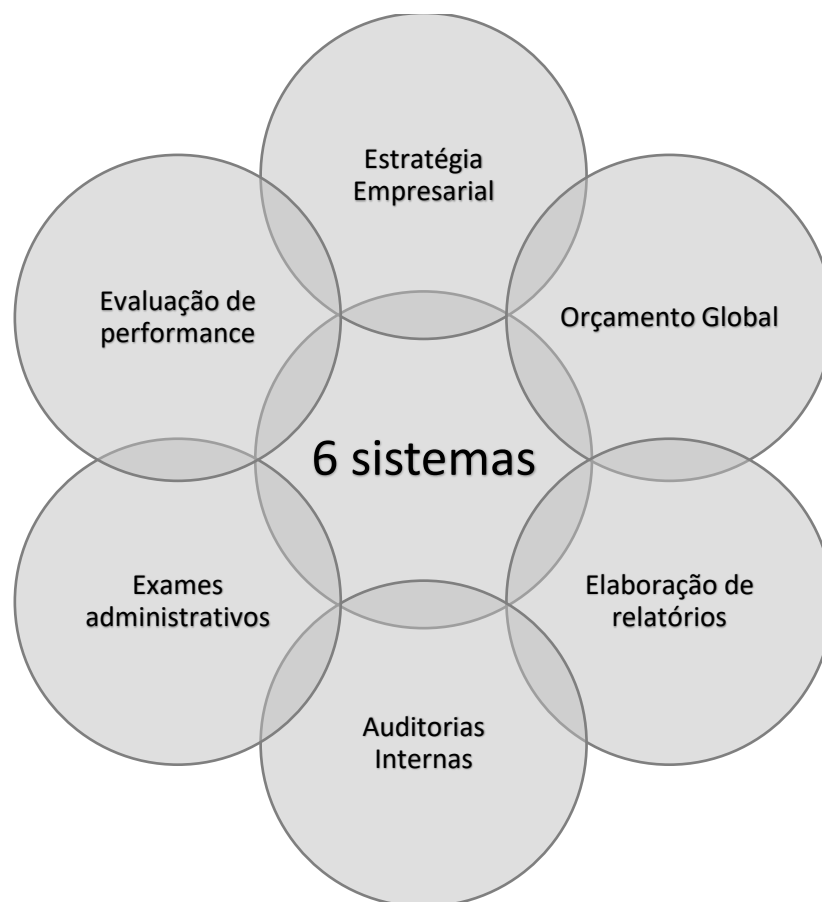 Estratégia
Empresarial
Evaluação de
performance
Orçamento Global
6 sistemas
Exames
administrativos
Elaboração de
relatórios
Auditorias
Internas